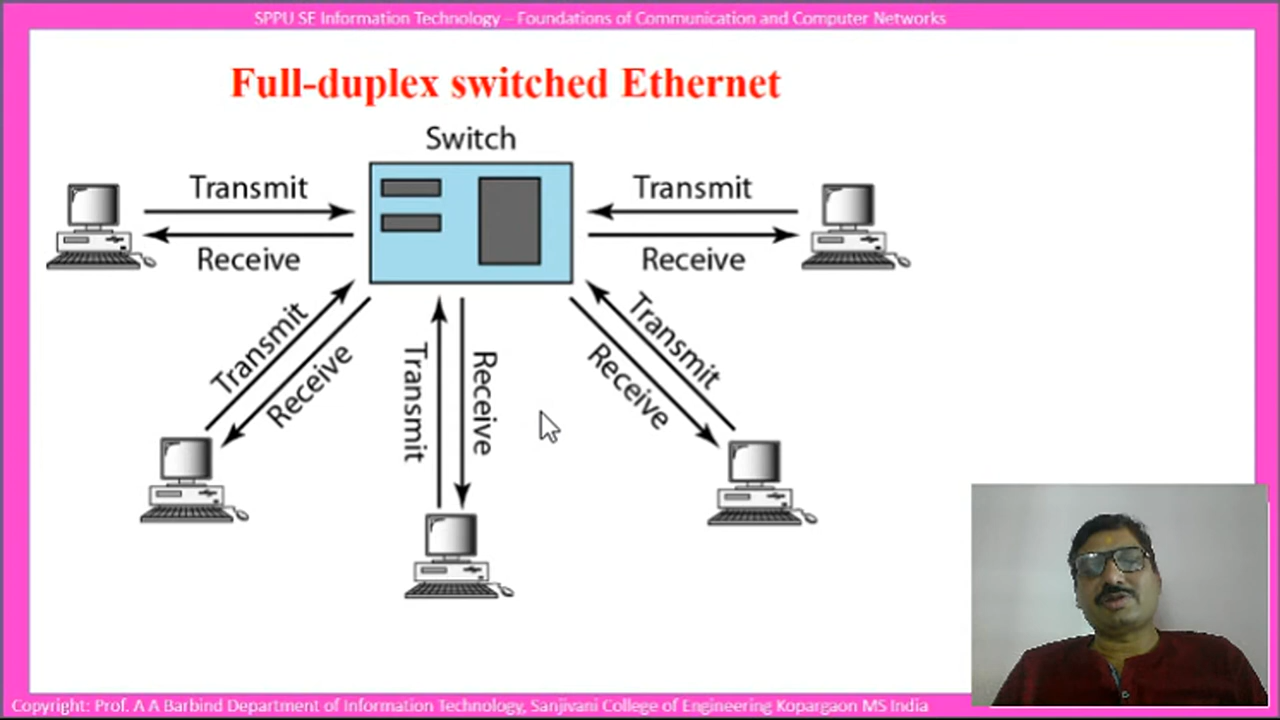 SPPU SE Information Technology – Foundations of Communication and Computer Networks
Full-duplex switched Ethernet
Switch
Transmit
Receive
Transmit
Receive
Transmit
Receive
Transmit
Receive
Transmit
Receive
Copyright: Prof. A A Barbind Department of Information Technology, Sanjivani College of Engineering Kopargaon MS India